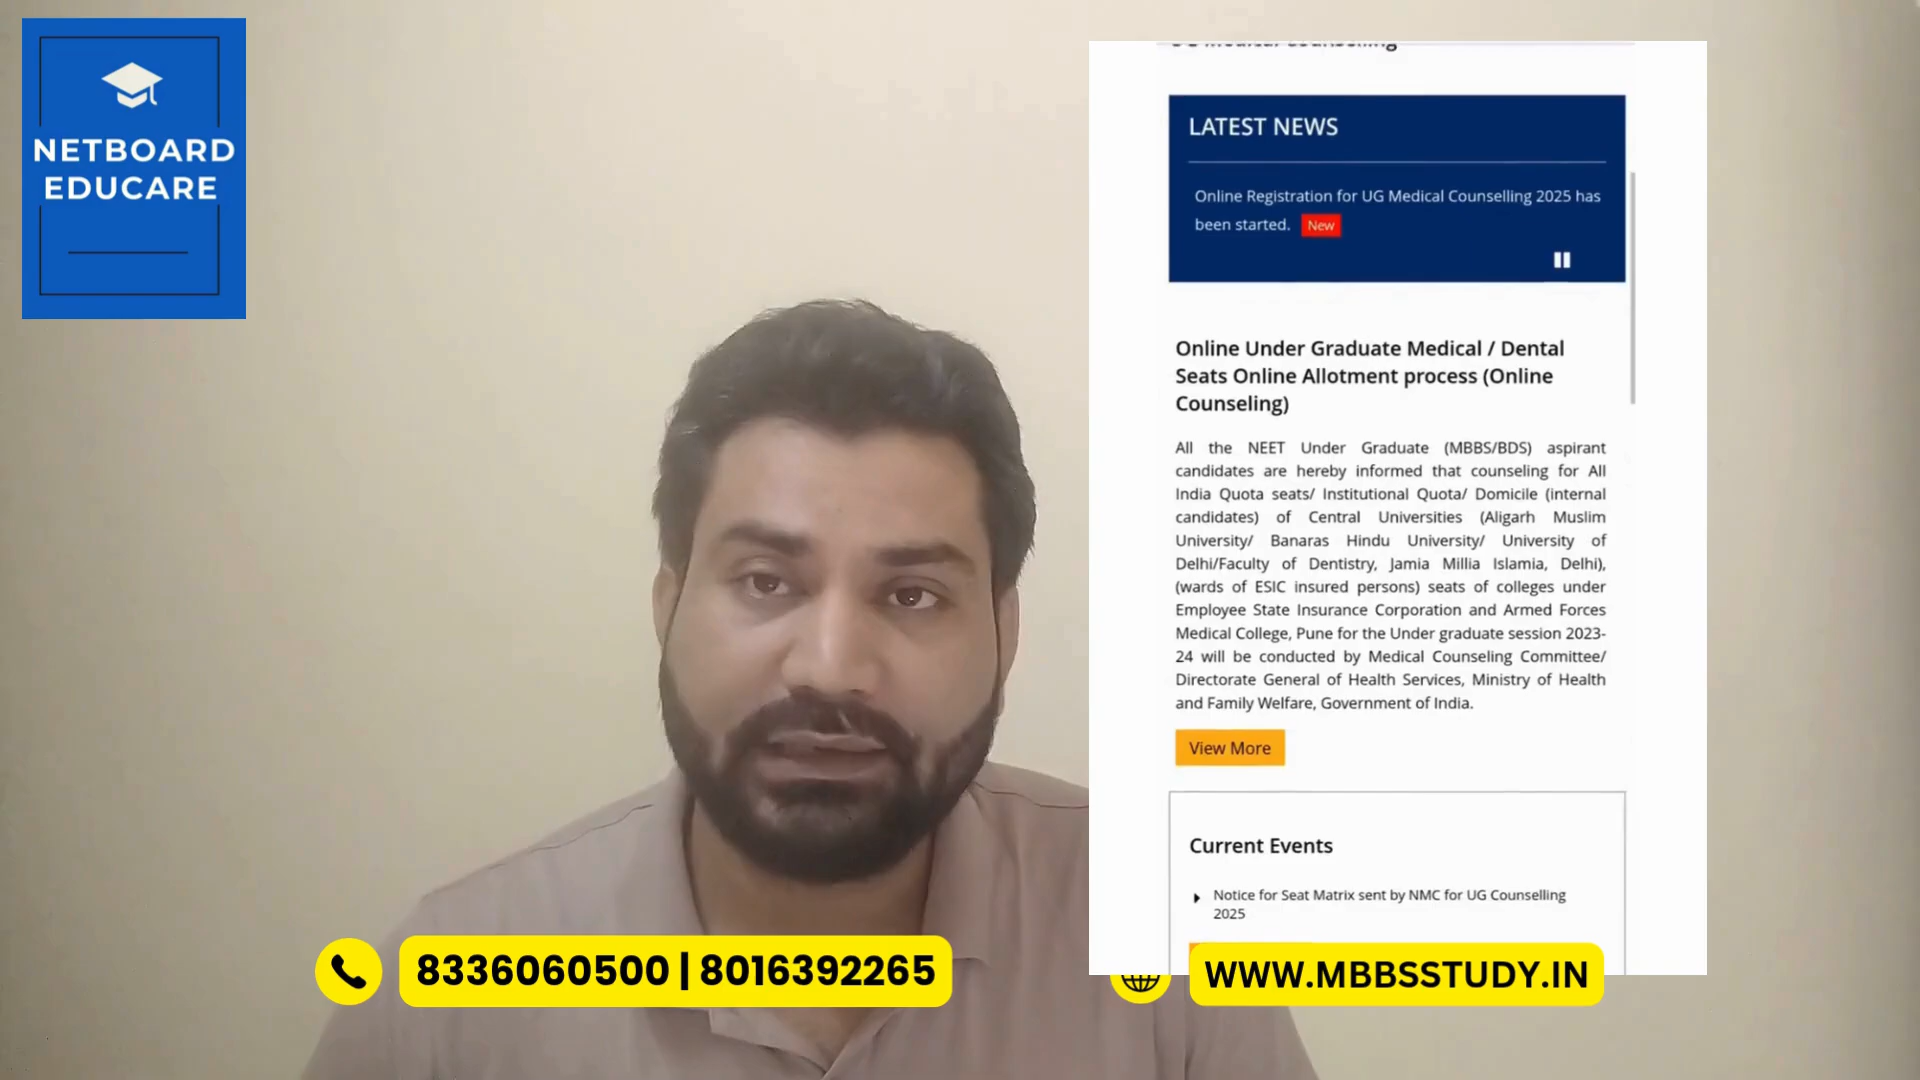 NETBOARD
EDUCARE
UG Medical Counselling
LATEST NEWS
Online Registration for UG Medical Counselling 2025 has
been started. New
Online Under Graduate Medical / Dental
Seats Online Allotment process (Online
Counseling)
All the NEET Under Graduate (MBBS/BDS) aspirant
candidates are hereby informed that counseling for All
India Quota seats/ Institutional Quota/ Domicile (internal
candidates) of Central Universities (Aligarh Muslim
University/ Banaras Hindu University/ University of
Delhi/Faculty of Dentistry, Jamia Millia Islamia, Delhi),
(wards of ESIC insured persons) seats of colleges under
Employee State Insurance Corporation and Armed Forces
Medical College, Pune for the Under graduate session 2023-
24 will be conducted by Medical Counseling Committee/
Directorate General of Health Services, Ministry of Health
and Family Welfare, Government of India.
View More
Current Events
Notice for Seat Matrix sent by NMC for UG Counselling
2025
8336060500 | 8016392265
WWW.MBBSSTUDY.IN